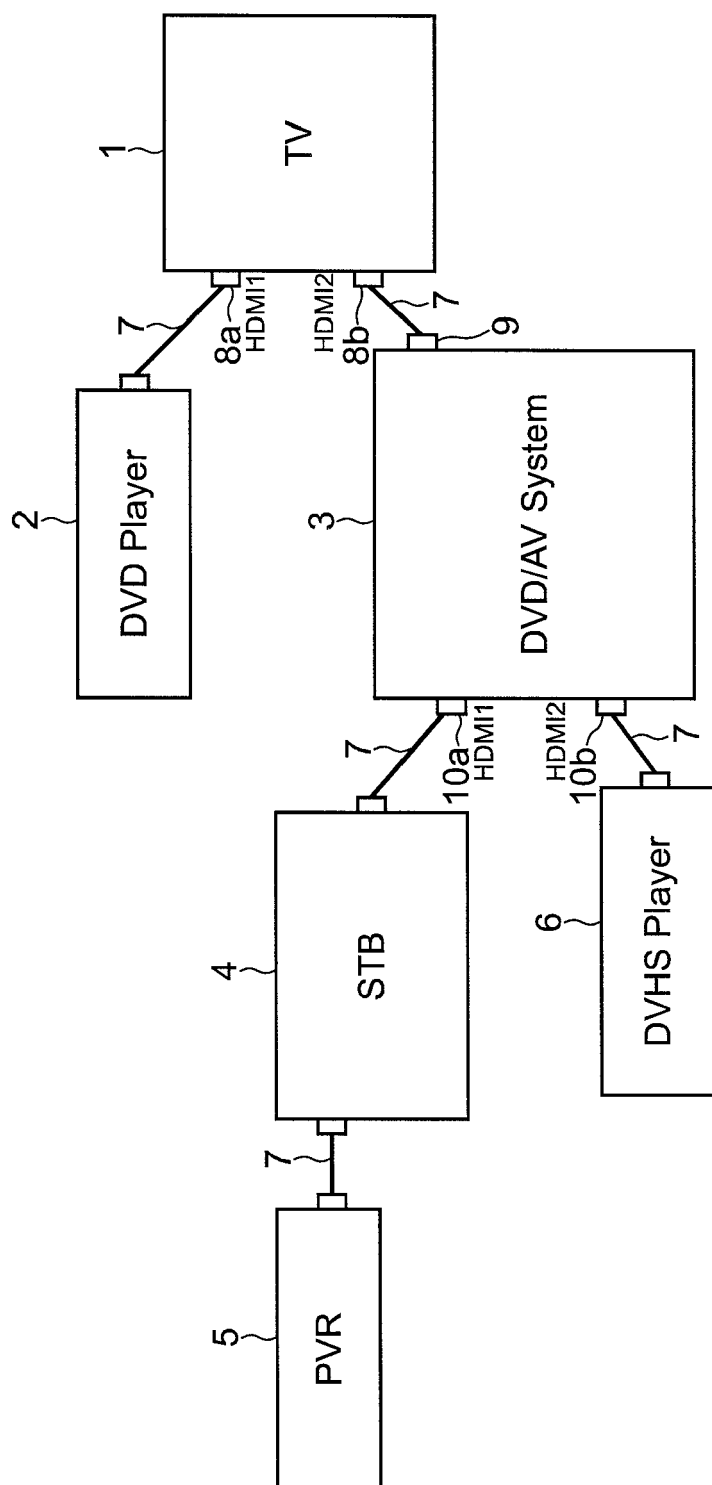 1
TV
7
8a
HDMI1
HDMI2
8b
7
9
2
DVD Player
3
DVD/AV System
7
10a
HDMI1
HDMI2
10b
7
4
STB
6
DVHS Player
7
5
PVR